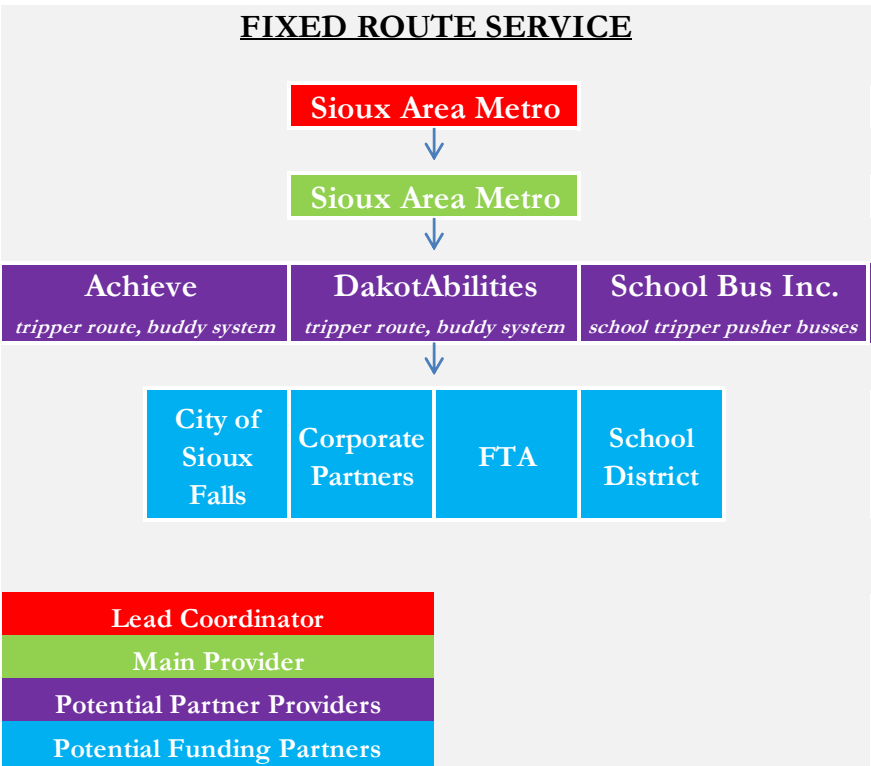 FIXED ROUTE SERVICE
Sioux Area Metro
Sioux Area Metro
Achieve
tripper route, buddy system
DakotAbilities
tripper route, buddy system
School Bus Inc.
school tripper pusher busses
City of
Sioux
Falls
Corporate
Partners
FTA
School
District
Lead Coordinator
Main Provider
Potential Partner Providers
Potential Funding Partners